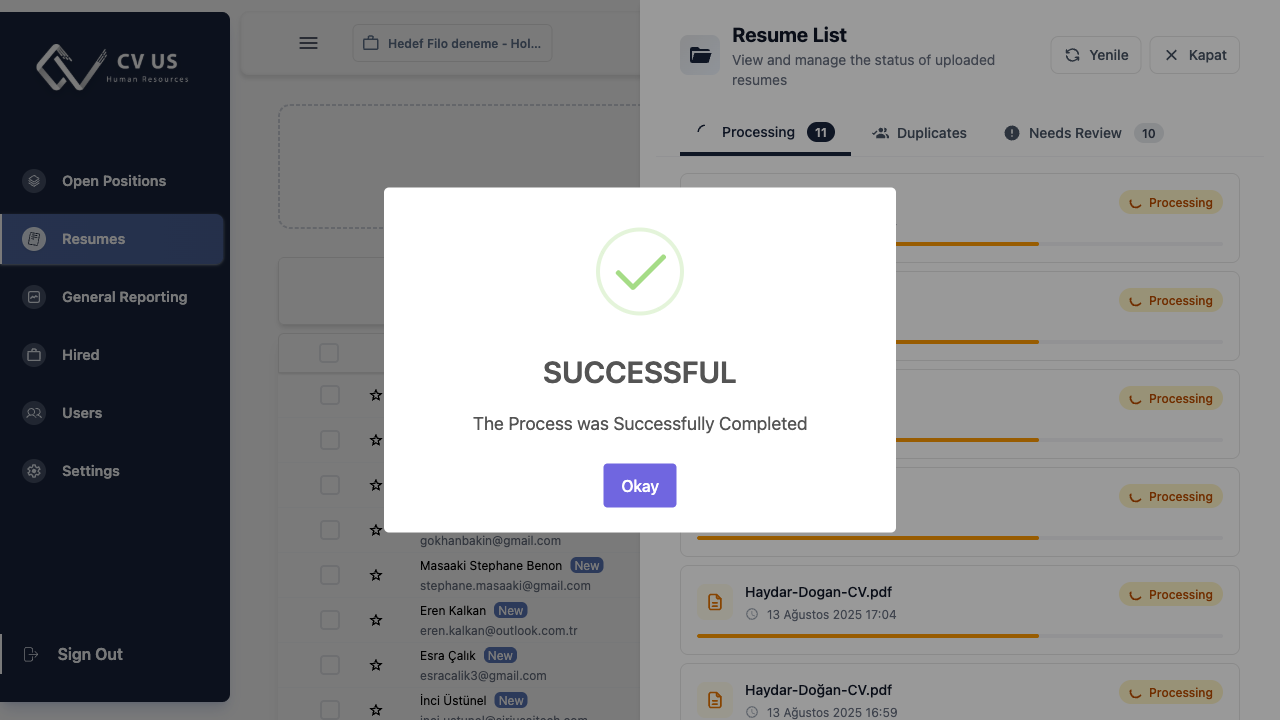 CV US
Human Resources
Open Positions
Resumes
General Reporting
Hired
Users
Settings
Sign Out
Hedef Filo deneme - Hol...
gokhanbakin@gmail.com
Masaaki Stephane Benon New
stephane.masaaki@gmail.com
Eren Kalkan New
eren.kalkan@outlook.com.tr
Esra Çalık New
esracalik3@gmail.com
İnci Üstünel New
Resume List
View and manage the status of uploaded
resumes
Yenile
Kapat
Processing 11
Duplicates
Needs Review 10
Processing
Processing
Processing
Processing
Haydar-Dogan-CV.pdf
13 Ağustos 2025 17:04
Processing
Haydar-Doğan-CV.pdf
13 Ağustos 2025 16:59
Processing
SUCCESSFUL
The Process was Successfully Completed
Okay